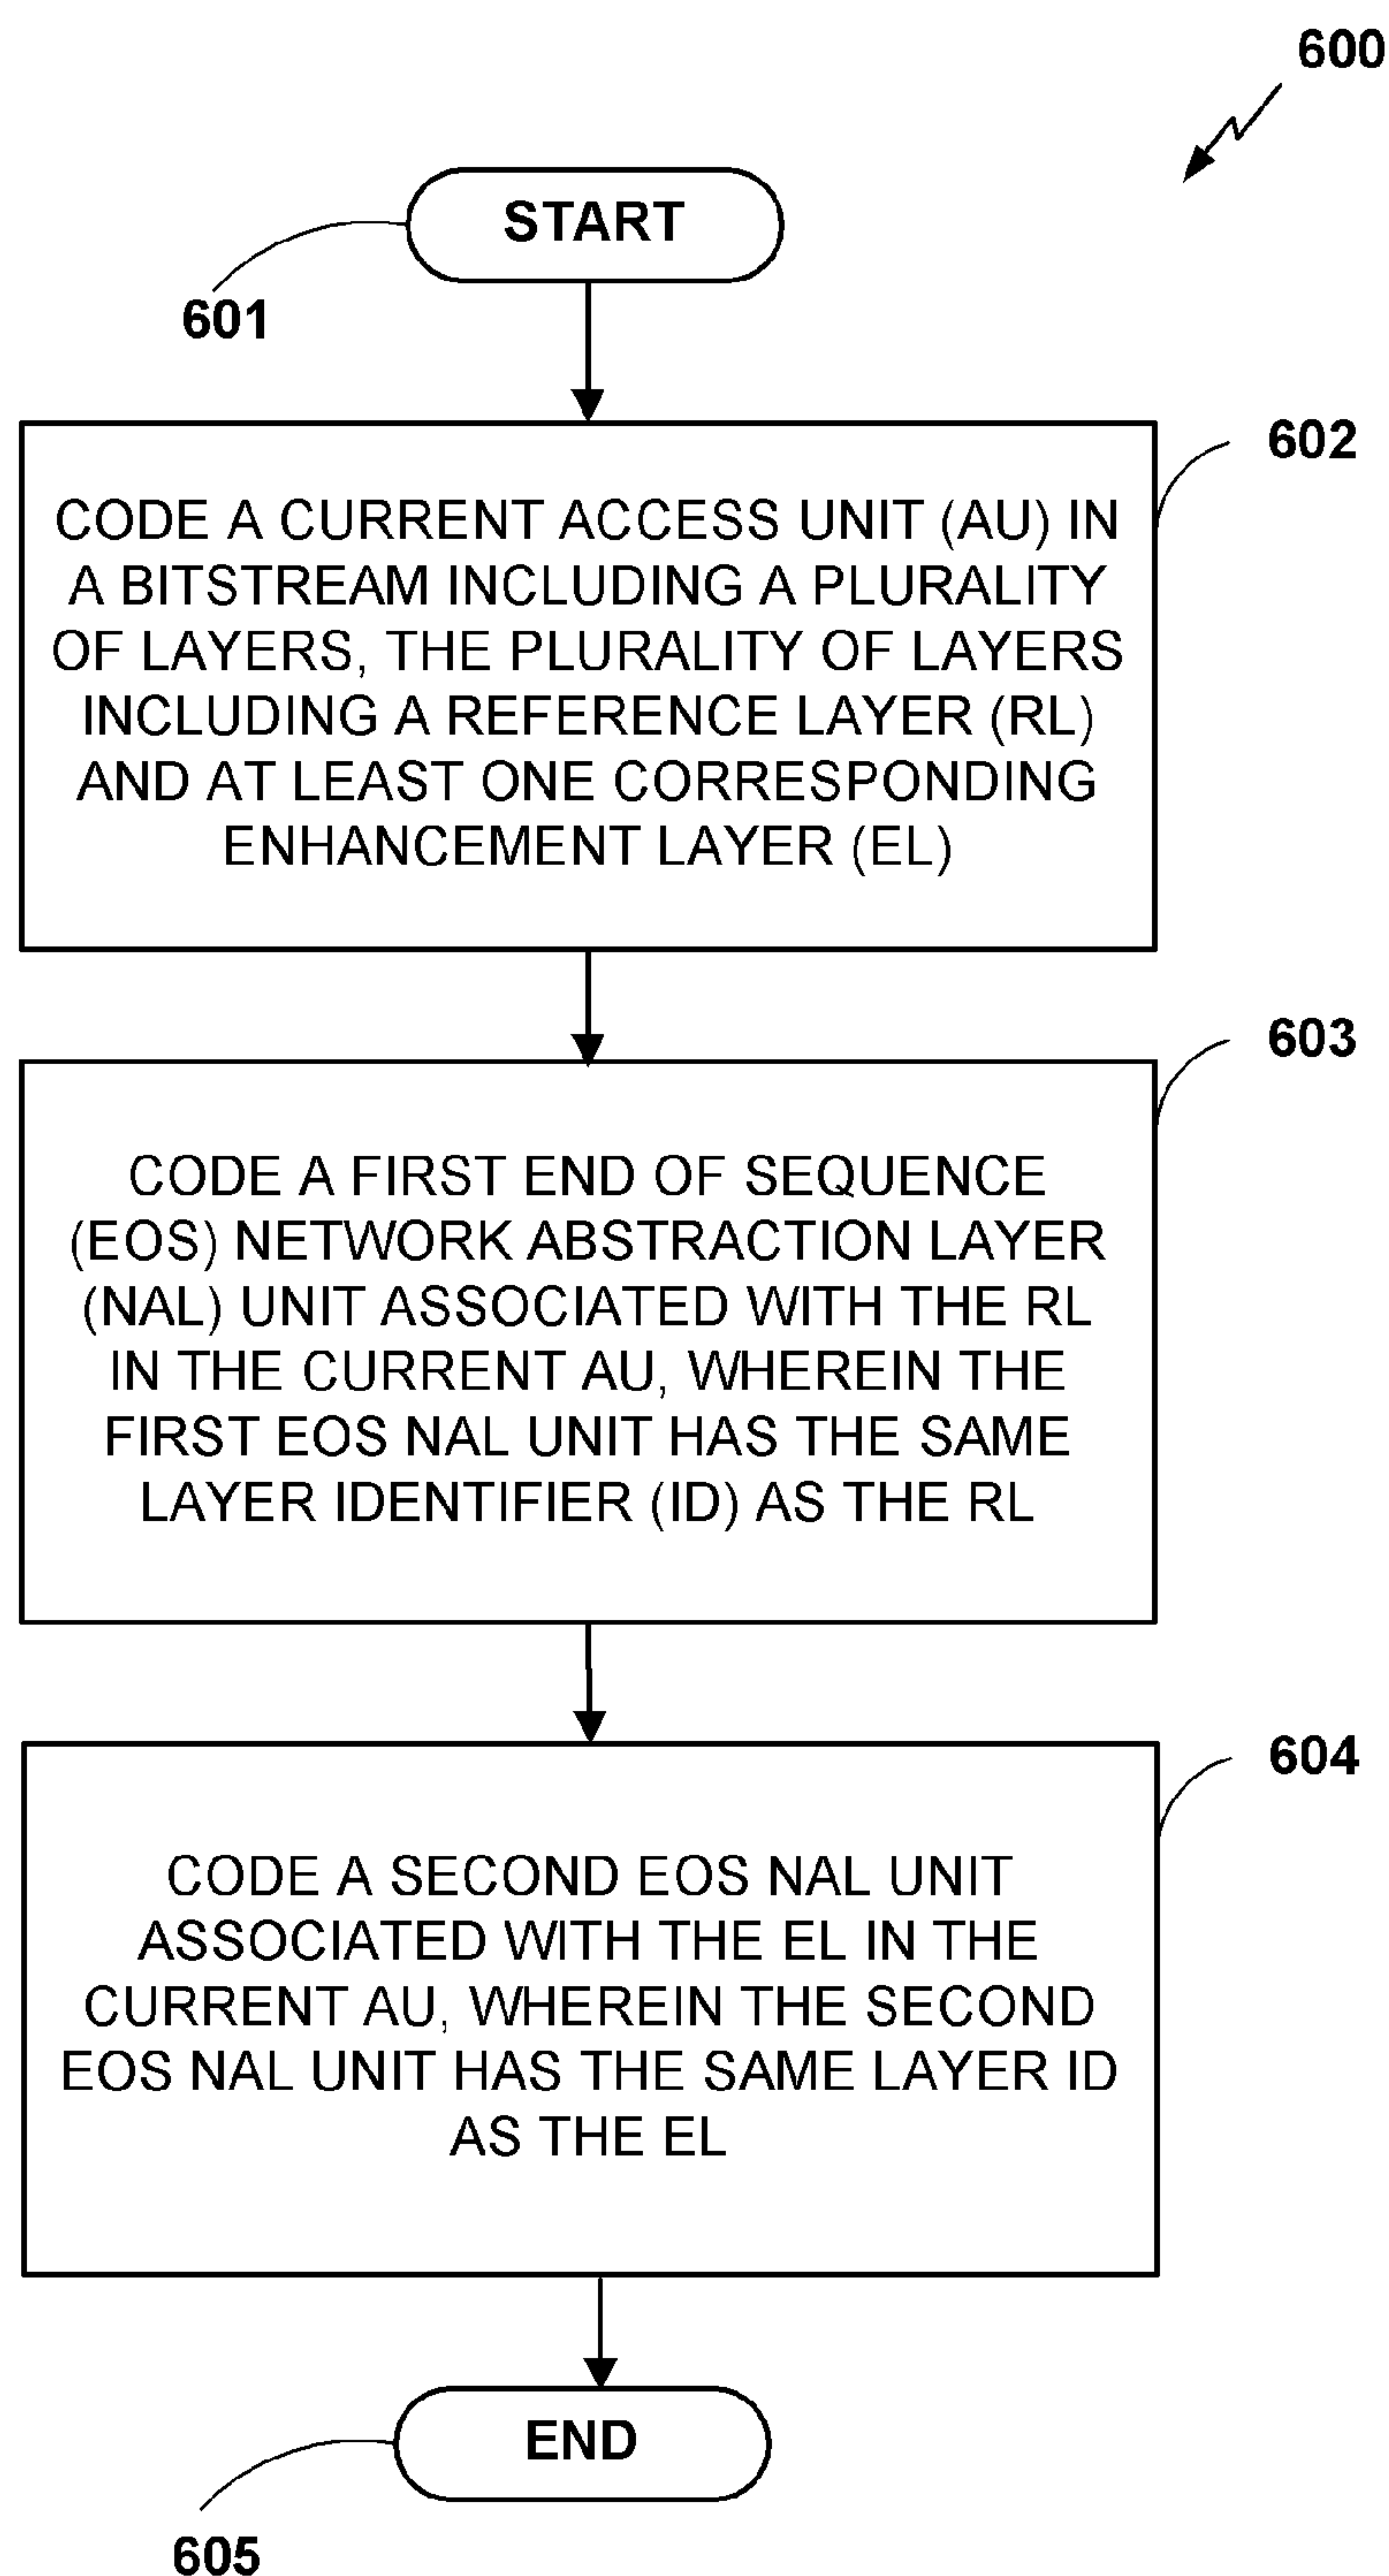 600
START
601
602
CODE A CURRENT ACCESS UNIT (AU) IN
A BITSTREAM INCLUDING A PLURALITY
OF LAYERS, THE PLURALITY OF LAYERS
INCLUDING A REFERENCE LAYER (RL)
AND AT LEAST ONE CORRESPONDING
ENHANCEMENT LAYER (EL)
603
CODE A FIRST END OF SEQUENCE
(EOS) NETWORK ABSTRACTION LAYER
(NAL) UNIT ASSOCIATED WITH THE RL
IN THE CURRENT AU, WHEREIN THE
FIRST EOS NAL UNIT HAS THE SAME
LAYER IDENTIFIER (ID) AS THE RL
604
CODE A SECOND EOS NAL UNIT
ASSOCIATED WITH THE EL IN THE
CURRENT AU, WHEREIN THE SECOND
EOS NAL UNIT HAS THE SAME LAYER ID
AS THE EL
END
605